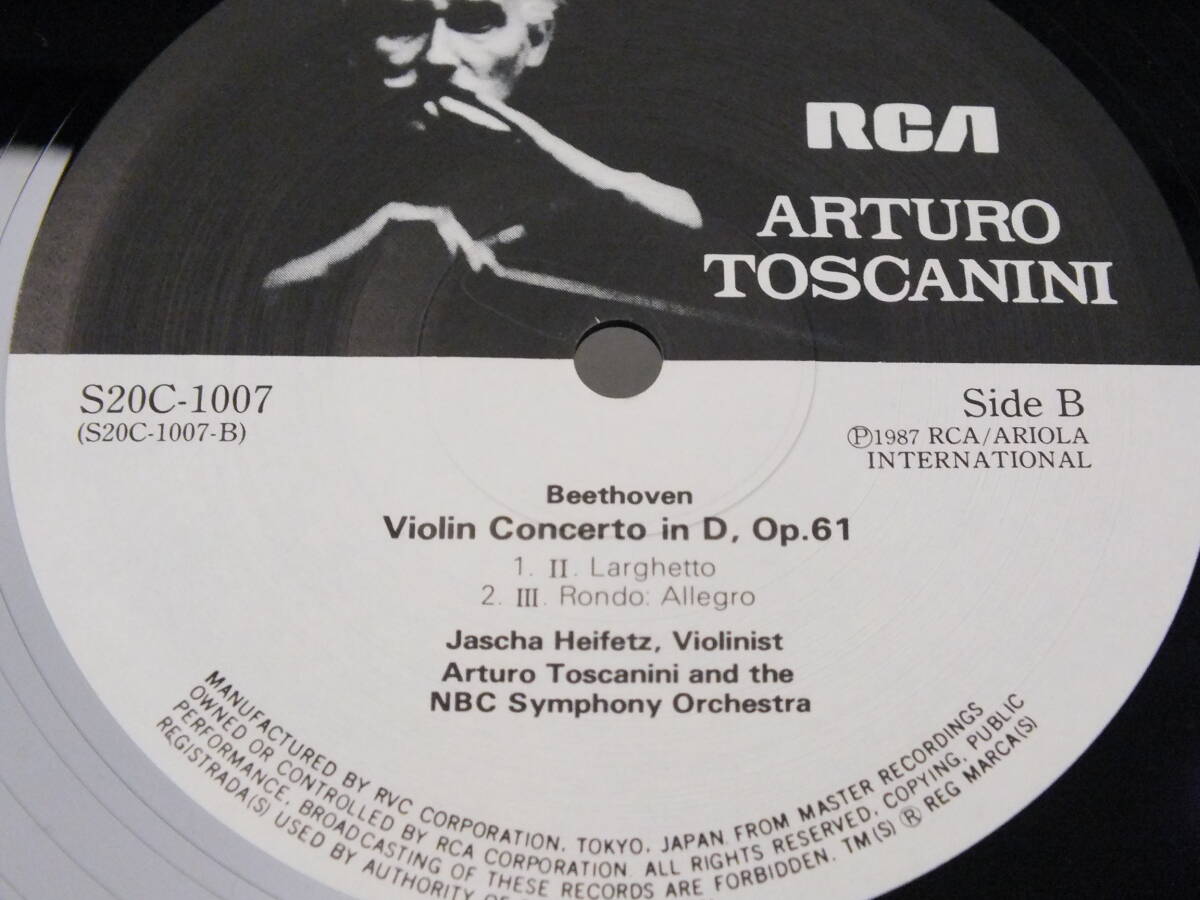 RCA
ARTURO
TOSCANINI
S20C-1007
(S20C-1007-B)
Side B
Ⓟ1987 RCA/ARIOLA
INTERNATIONAL
Beethoven
Violin Concerto in D, Op.61
1. II. Larghetto
2. III. Rondo: Allegro
Jascha Heifetz, Violinist
Arturo Toscanini and the
NBC Symphony Orchestra
MANUFACTURED BY RVC CORPORATION, TOKYO, JAPAN FROM MASTER RECORDINGS
OWNED OR CONTROLLED BY RCA CORPORATION. ALL RIGHTS RESERVED, COPYING, PUBLIC
PERFORMANCE, BROADCASTING OF THESE RECORDS ARE FORBIDDEN. TM(S) ® REG MARCA(S)
REGISTRADA(S) USED BY AUTHORITY OF